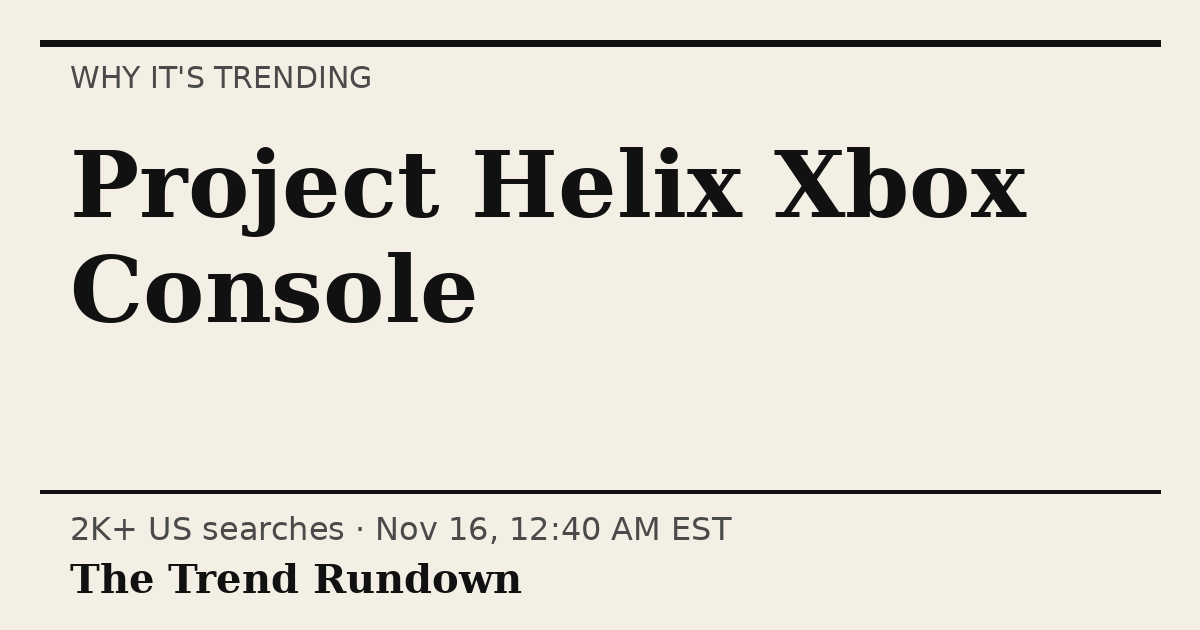 WHY IT'S TRENDING
Project Helix Xbox
Console
2K+ US searches · Nov 16, 12:40 AM EST
The Trend Rundown